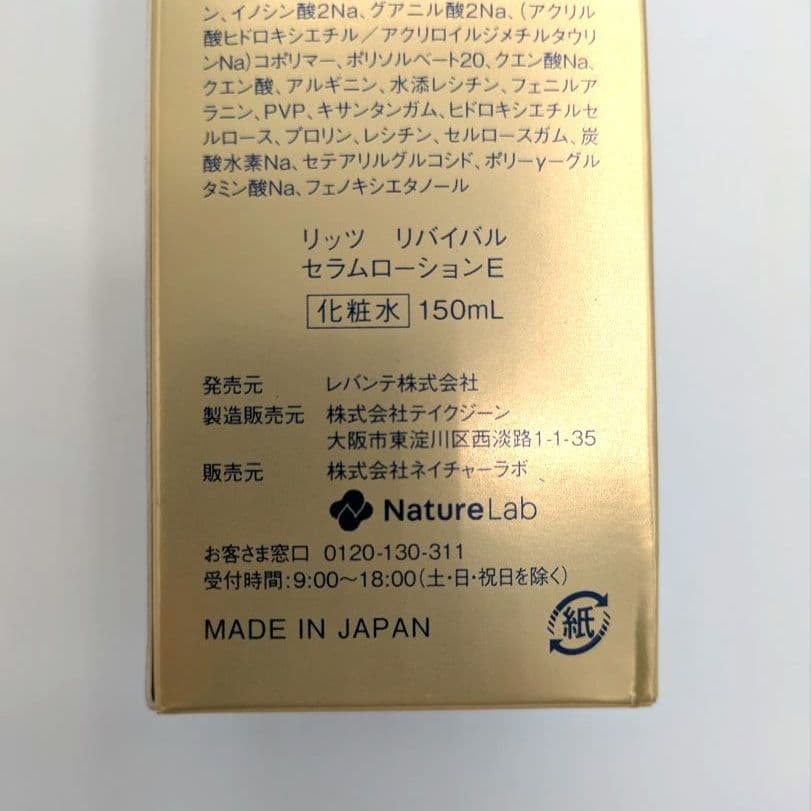 ン、イノシン酸2Na、グアニル酸2Na、(アクリル
酸ヒドロキシエチル/アクリロイルジメチルタウリ
ンNa)コポリマー、ポリソルベート20、クエン酸Na、
クエン酸、アルギニン、水添レシチン、フェニルア
ラニン、PVP、キサンタンガム、ヒドロキシエチルセ
ルロース、プロリン、レシチン、セルロースガム、炭
酸水素Na、セテアリルグルコシド、ポリ-γ-グル
タミン酸Na、フェノキシエタノール
リッツ リバイバル
セラムローションE
化粧水 150mL
発売元 レバンテ株式会社
製造販売元 株式会社テイクジーン
大阪市東淀川区西淡路1-1-35
販売元 株式会社ネイチャーラボ
NatureLab
お客さま窓口 0120-130-311
受付時間:9:00〜18:00(土・日・祝日を除く)
MADE IN JAPAN
紙